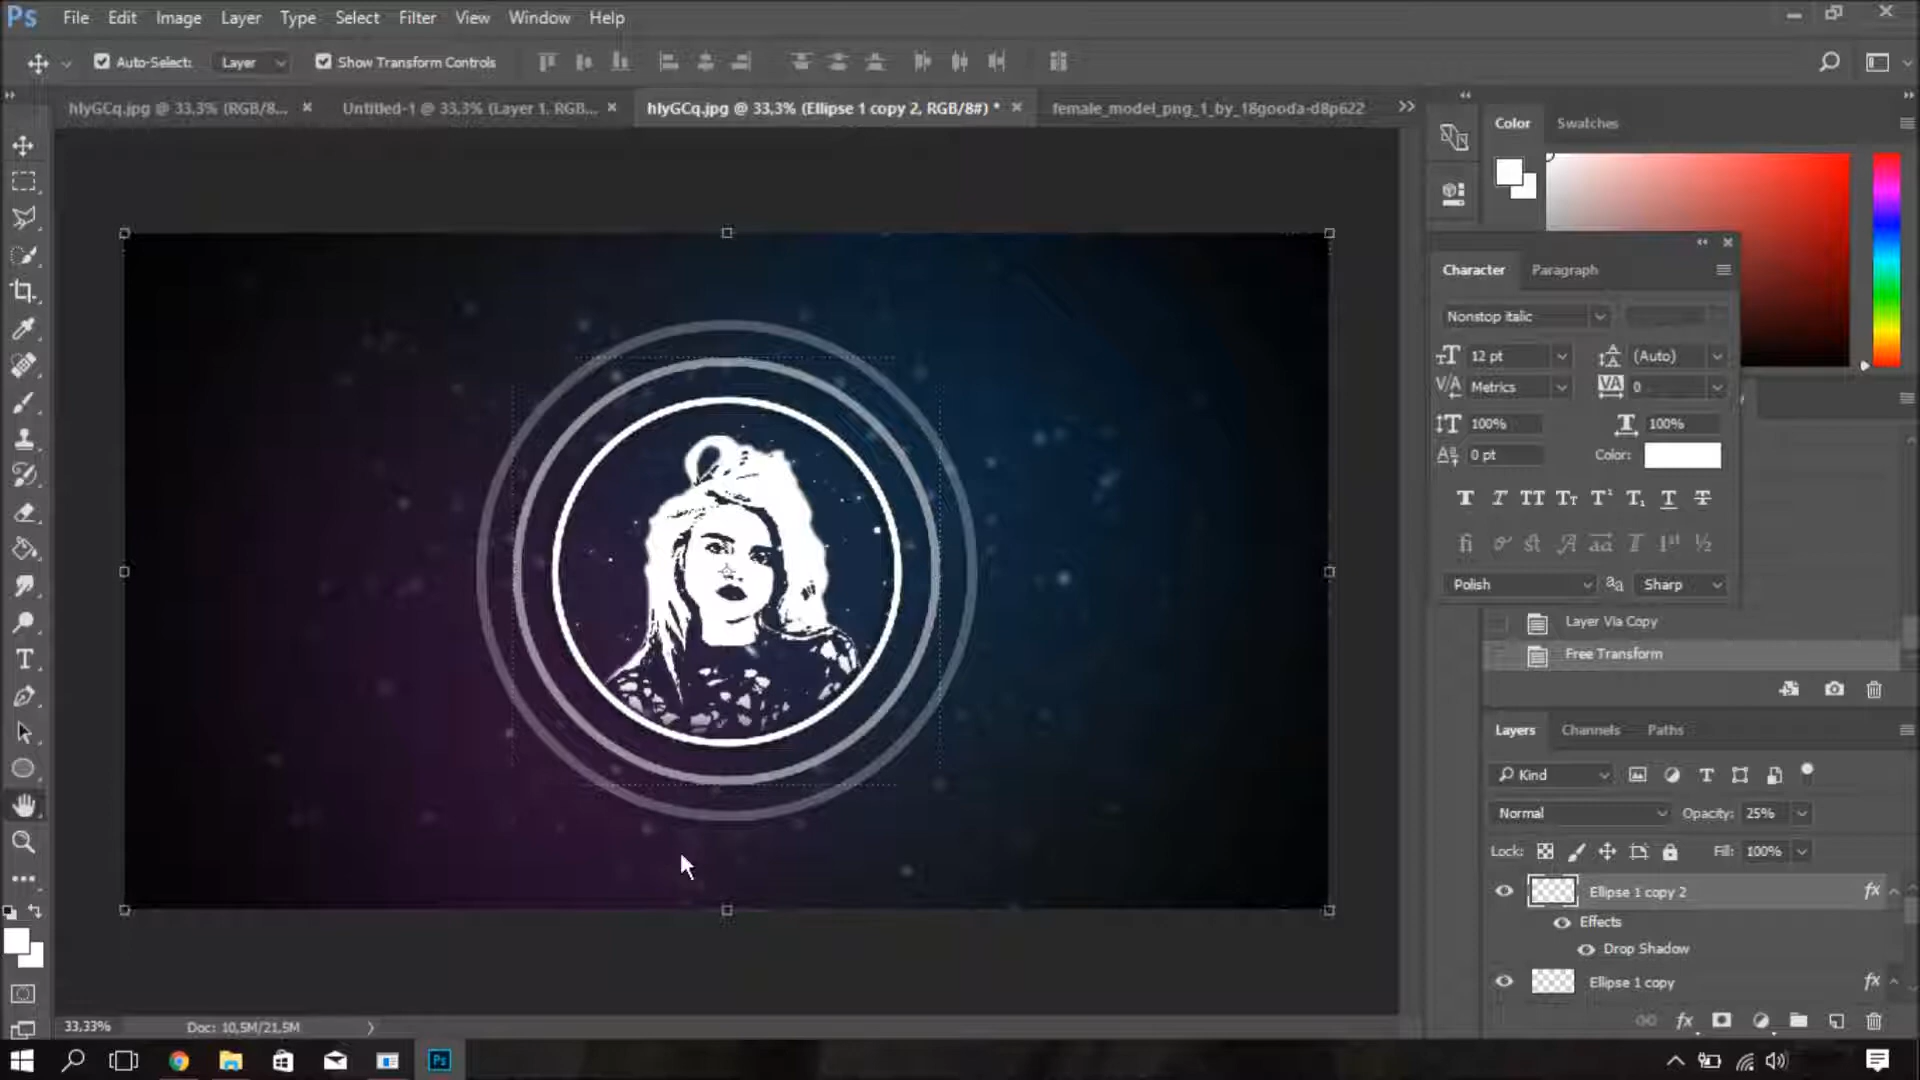 Ps File Edit Image Layer Type Select Filter View Window Help
Auto-Select: Layer Show Transform Controls
hlyGCq.jpg @ 33,3% (RGB/8... × Untitled-1 @ 33,3% (Layer 1, RGB... × hlyGCq.jpg @ 33,3% (Ellipse 1 copy 2, RGB/8#) * × female_model_png_1_by_18gooda-d8p622
Color Swatches
Character Paragraph
Nonstop italic
12 pt (Auto)
Metrics 0
100% 100%
0 pt Color:
Polish Sharp
Layer Via Copy
Free Transform
Layers Channels Paths
Kind
Normal Opacity: 25%
Lock: Fill: 100%
Ellipse 1 copy 2 fx
Effects
Drop Shadow
Ellipse 1 copy fx
33,33% Doc: 10,5M/21,5M
Ps